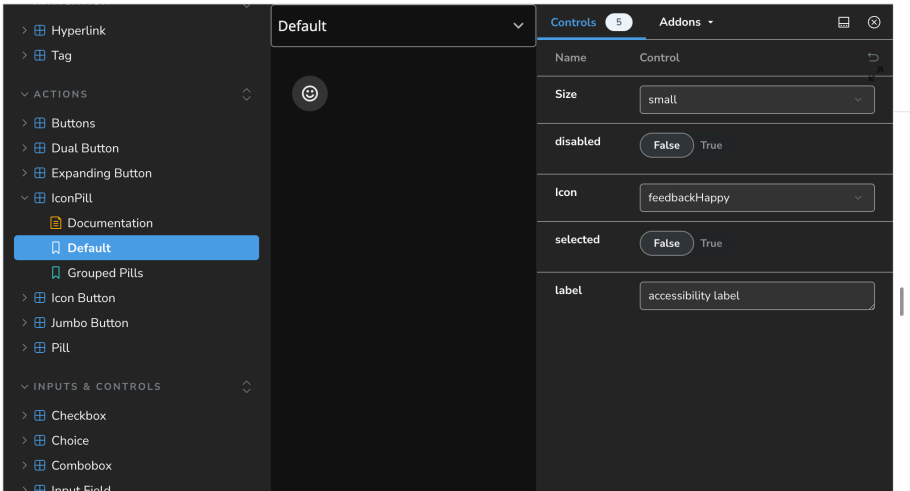 Hyperlink
Tag
ACTIONS
Buttons
Dual Button
Expanding Button
IconPill
Documentation
Default
Grouped Pills
Icon Button
Jumbo Button
Pill
INPUTS & CONTROLS
Checkbox
Choice
Combobox
Input Field
Default
Controls 5 Addons
Name Control
Size small
disabled False True
Icon feedbackHappy
selected False True
label accessibility label